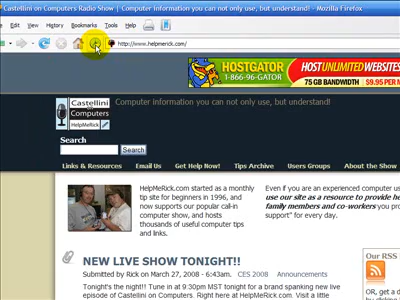 Castellini on Computers Radio Show | Computer information you can not only use, but understand! - Mozilla Firefox
View History Bookmarks Tools Help
http://www.helpmerick.com/
HOSTGATOR
1-866-96-GATOR
HOST UNLIMITED WEBSITES
75 GB BANDWIDTH $9.95 M
Castellini
on
Computers
HelpMeRick
Computer information you can not only use, but understand!
Search
Search
Links & Resources Email Us Get Help Now! Tips Archive Users Groups About the Show
HelpMeRick.com started as a monthly
tip site for beginners in 1996, and
now supports our popular call-in
computer show, and hosts
thousands of useful computer tips
and links.
Even if you are an experienced computer us
use our site as a resource to provide he
family members and co-workers you pro
support" for every day.
NEW LIVE SHOW TONIGHT!!
Submitted by Rick on March 27, 2008 - 6:43am. CES 2008 Announcements
Tonight's the night!! Tune in at 9:30pm MST tonight for a brand spanking new live
episode of Castellini on Computers. Right here at HelpMeRick.com. Visit a little
Our RSS
OR, get a d
by clicking